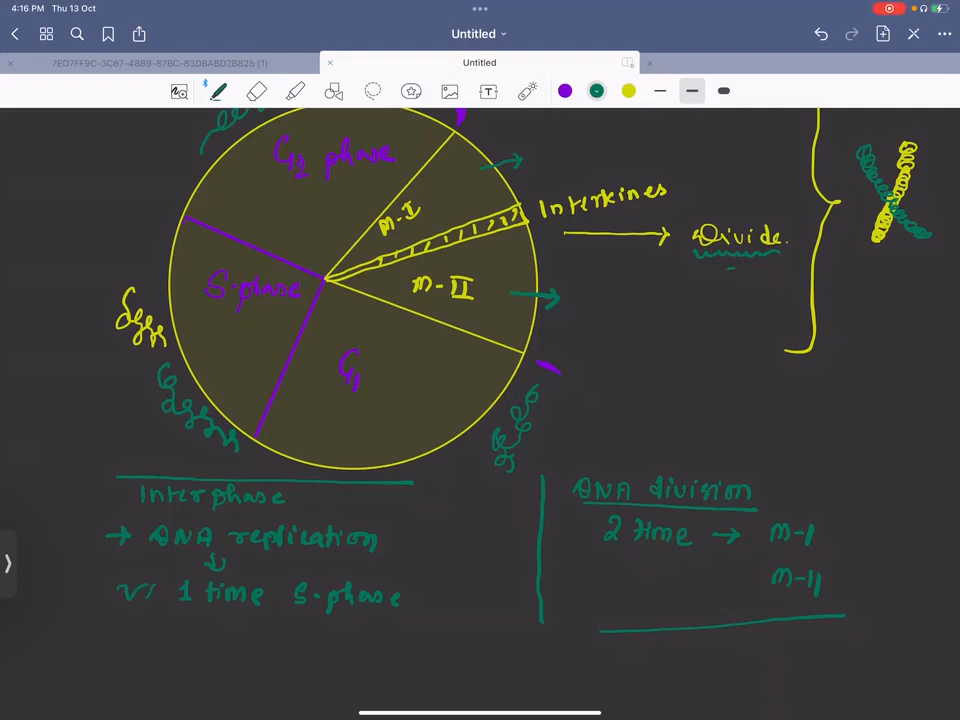 4:16 PM Thu 13 Oct
Untitled
7ED7FF9C-3C67-48B9-87BC-83DBABD2B825 (1)
Untitled
G2 phase
M-I
Interkines
Divide.
S-phase
M-II
G1
Interphase
→ DNA replication
1 time S-phase
DNA division
2 time → M-I
M-II